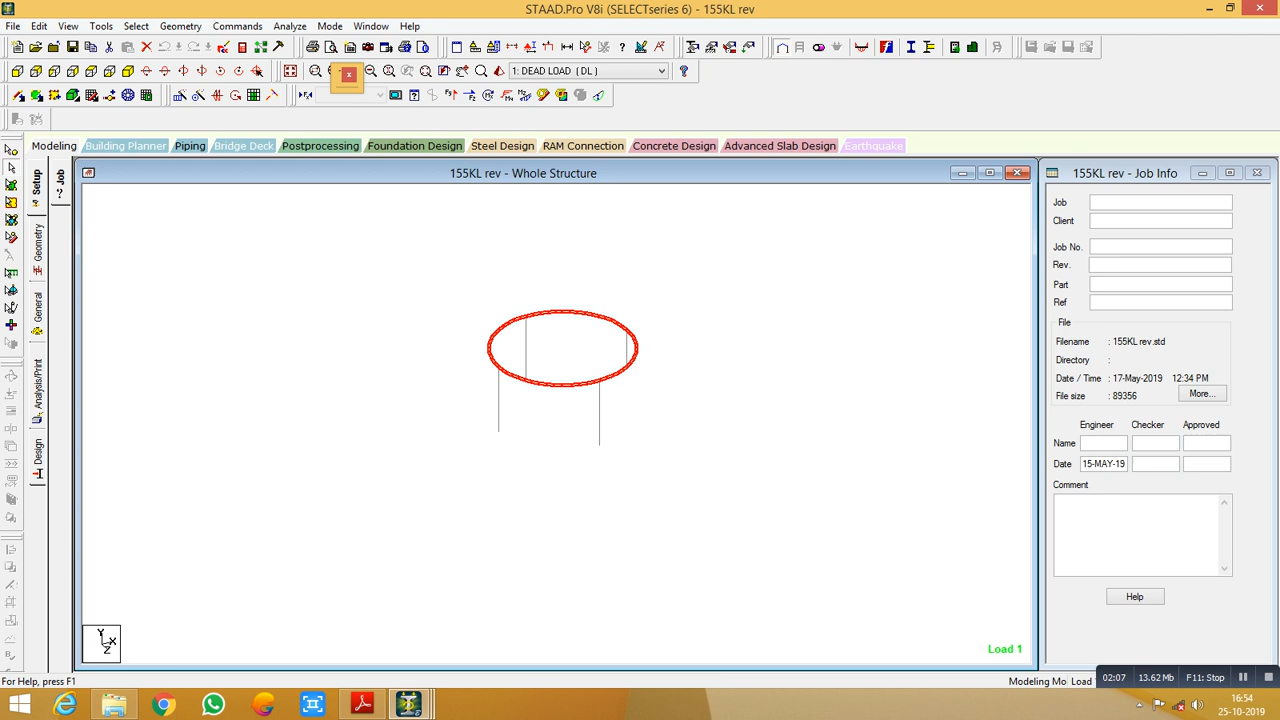 STAAD.Pro V8i (SELECTseries 6) - 155KL rev
File Edit View Tools Select Geometry Commands Analyze Mode Window Help
1: DEAD LOAD ( DL )
Modeling Building Planner Piping Bridge Deck Postprocessing Foundation Design Steel Design RAM Connection Concrete Design Advanced Slab Design Earthquake
Setup
Geometry
General
Analysis/Print
Design
Job
155KL rev - Whole Structure
Y
X
Z
Load 1
155KL rev - Job Info
Job
Client
Job No.
Rev.
Part
Ref
File
Filename : 155KL rev.std
Directory :
Date / Time : 17-May-2019 12:34 PM
File size : 89356 More...
Engineer Checker Approved
Name
Date 15-MAY-19
Comment
Help
For Help, press F1
Modeling Mo Load
02:07 13.62 Mb F11: Stop
16:54
25-10-2019